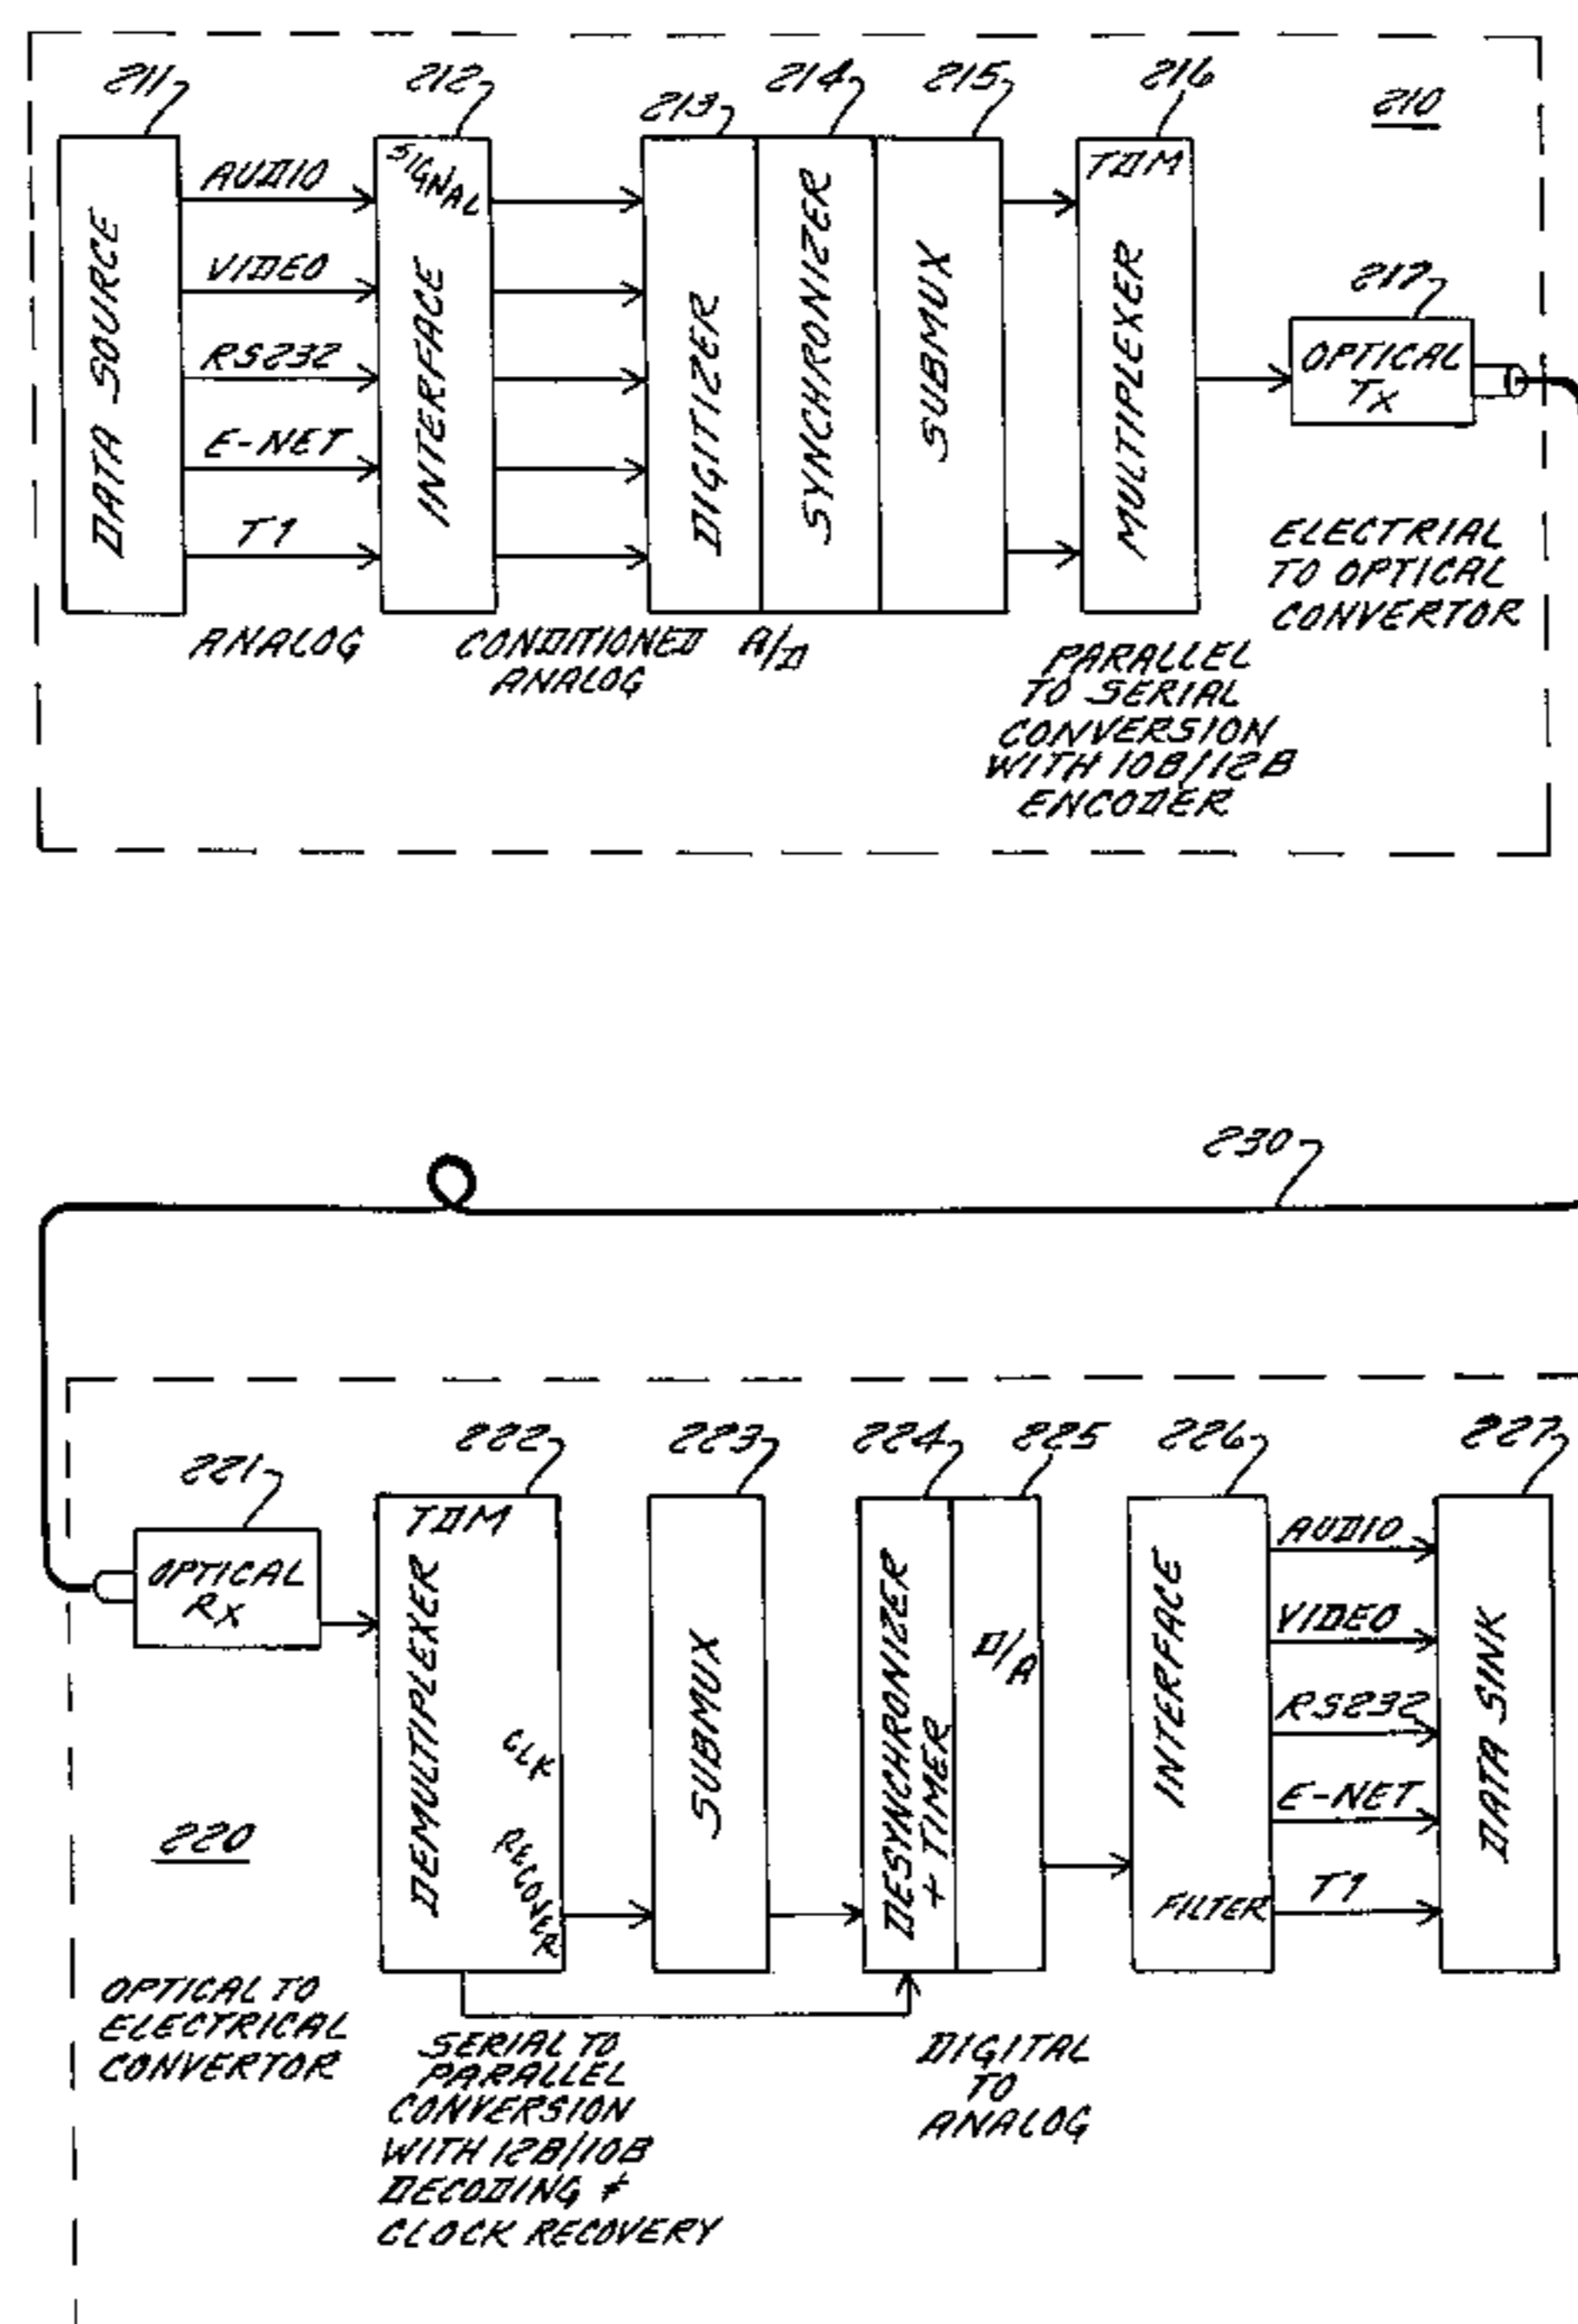 211
212
213
214
215
216
210
DATA SOURCE
AUDIO
VIDEO
RS232
E-NET
T1
SIGNAL
INTERFACE
DIGITIZER
SYNCHRONIZER
SUBMUX
TDM
MULTIPLEXER
217
OPTICAL
TX
ANALOG
CONDITIONED
ANALOG
A/D
PARALLEL
TO SERIAL
CONVERSION
WITH 10B/12B
ENCODER
ELECTRIAL
TO OPTICAL
CONVERTOR
230
221
222
223
224
225
226
227
OPTICAL
RX
TDM
DEMULTIPLEXER
CLK
RECOVER
SUBMUX
DESYNCHRONIZER
+ TIMER
D/A
INTERFACE
FILTER
AUDIO
VIDEO
RS232
E-NET
T1
DATA SINK
220
OPTICAL TO
ELECTRICAL
CONVERTOR
SERIAL TO
PARALLEL
CONVERSION
WITH 12B/10B
DECODING +
CLOCK RECOVERY
DIGITAL
TO
ANALOG